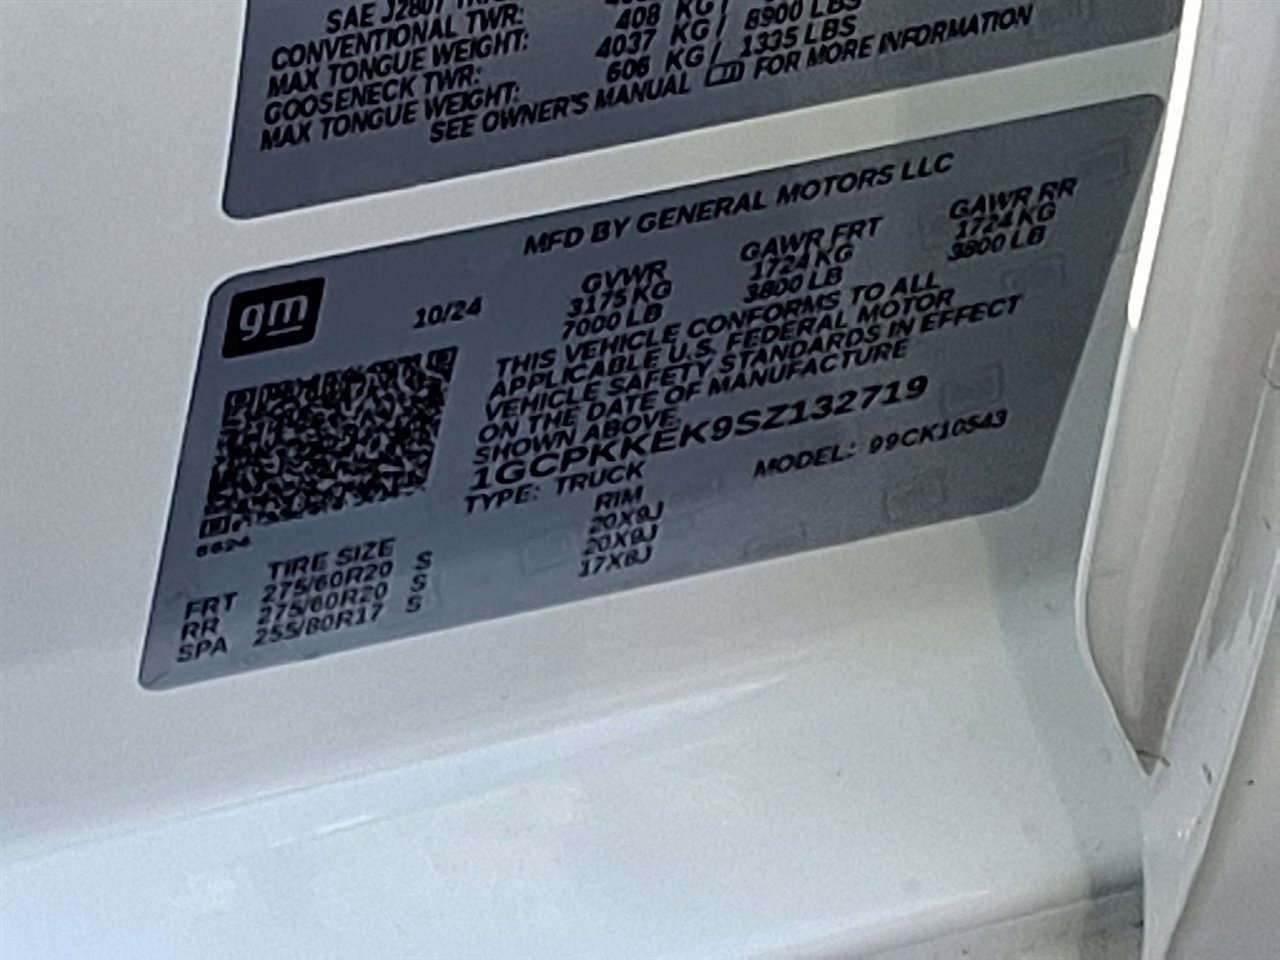 SAE J2807
CONVENTIONAL TWR:
MAX TONGUE WEIGHT: 408 KG/
GOOSENECK TWR: 4037 KG/ 8900 LBS
MAX TONGUE WEIGHT: 606 KG/ 1335 LBS
SEE OWNER'S MANUAL FOR MORE INFORMATION
MFD BY GENERAL MOTORS LLC
gm
10/24
GVWR GAWR FRT GAWR RR
3175 KG 1724 KG 1724 KG
7000 LB 3800 LB 3800 LB
THIS VEHICLE CONFORMS TO ALL
APPLICABLE U.S. FEDERAL MOTOR
VEHICLE SAFETY STANDARDS IN EFFECT
ON THE DATE OF MANUFACTURE
SHOWN ABOVE.
1GCPKKEK9SZ132719
TYPE: TRUCK MODEL: 99CK10543
6624
TIRE SIZE RIM
FRT 275/60R20 S 20X9J
RR 275/60R20 S 20X9J
SPA 255/80R17 S 17X8J